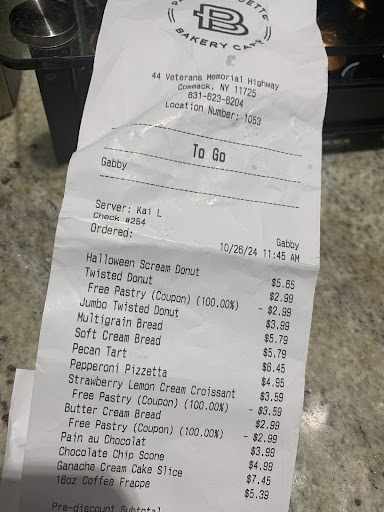 BAKERY CAFE
44 Veterans Memorial Highway
Commack, NY 11725
631-623-6204
Location Number: 1053
To Go
Gabby
Server: Kai L Gabby
Check #254
Ordered: 10/26/24 11:45 AM
Halloween Scream Donut $5.65
Twisted Donut $2.99
Free Pastry (Coupon) (100.00%) - $2.99
Jumbo Twisted Donut $3.99
Multigrain Bread $5.79
Soft Cream Bread $5.79
Pecan Tart $6.45
Pepperoni Pizzetta $4.95
Strawberry Lemon Cream Croissant $3.59
Free Pastry (Coupon) (100.00%) - $3.59
Butter Cream Bread $2.99
Free Pastry (Coupon) (100.00%) - $2.99
Pain au Chocolat $3.99
Chocolate Chip Scone $4.99
Ganache Cream Cake Slice $7.45
16oz Coffee Frappe $5.39
Pre-discount Subtotal